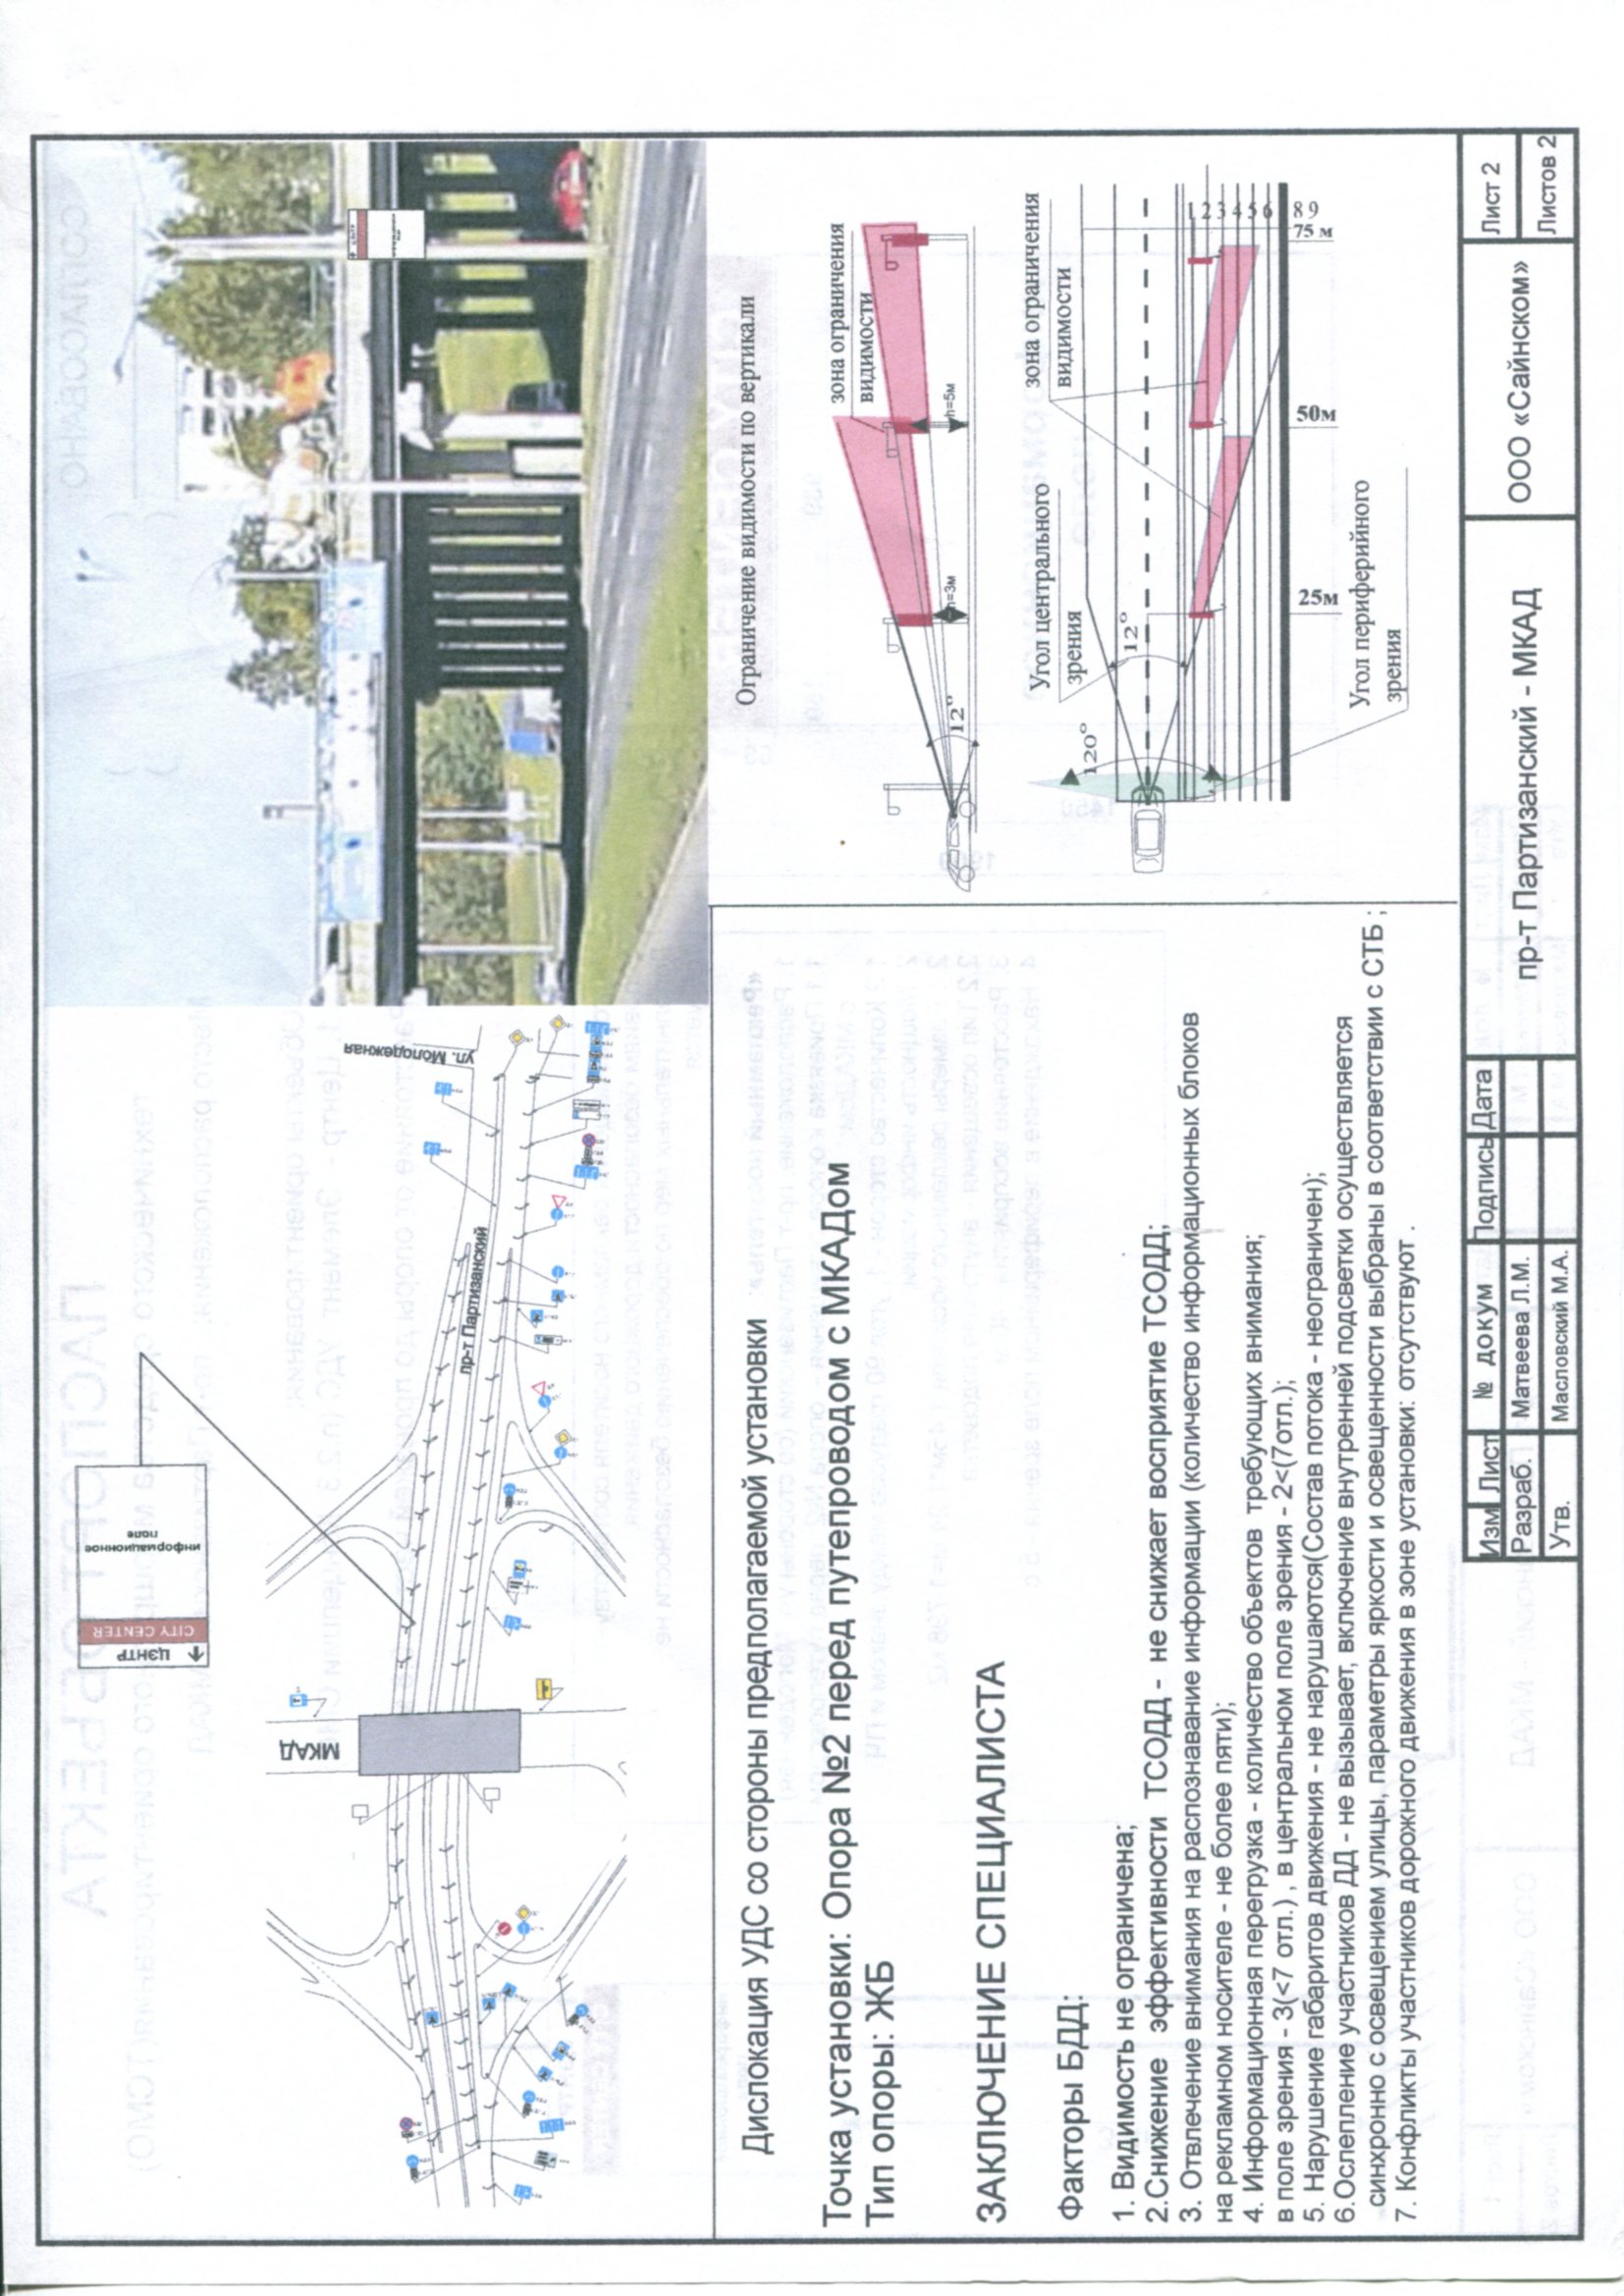 МКАД
пр-т Партизанский
ул. Молодежная
ЦЭНТР
CITY CENTER
информационное
поле
Дислокация УДС со стороны предполагаемой установки
Точка установки: Опора №2 перед путепроводом с МКАДом
Тип опоры: ЖБ
ЗАКЛЮЧЕНИЕ СПЕЦИАЛИСТА
Факторы БДД:
1. Видимость не ограничена;
2.Снижение эффективности ТСОДД - не снижает восприятие ТСОДД;
3. Отвлечение внимания на распознавание информации (количество информационных блоков
на рекламном носителе - не более пяти);
4. Информационная перегрузка - количество объектов требующих внимания;
в поле зрения - 3(<7 отл.) , в центральном поле зрения - 2<(7отл.);
5. Нарушение габаритов движения - не нарушаются(Состав потока - неограничен);
6.Ослепление участников ДД - не вызывает, включение внутренней подсветки осуществляется
синхронно с освещением улицы, параметры яркости и освещенности выбраны в соответствии с СТБ ;
7. Конфликты участников дорожного движения в зоне установки: отсутствуют .
Ограничение видимости по вертикали
зона ограничения
видимости
12°
h=3м
h=5м
Угол центрального
зрения
зона ограничения
видимости
120°
12°
1 2 3 4 5 6 8 9
25м
50м
75 м
Угол периферийного
зрения
Изм Лист № докум Подпись Дата
Разраб. Матвеева Л.М.
Утв. Масловский М.А.
пр-т Партизанский - МКАД
ООО «Сайнском»
Лист 2
Листов 2